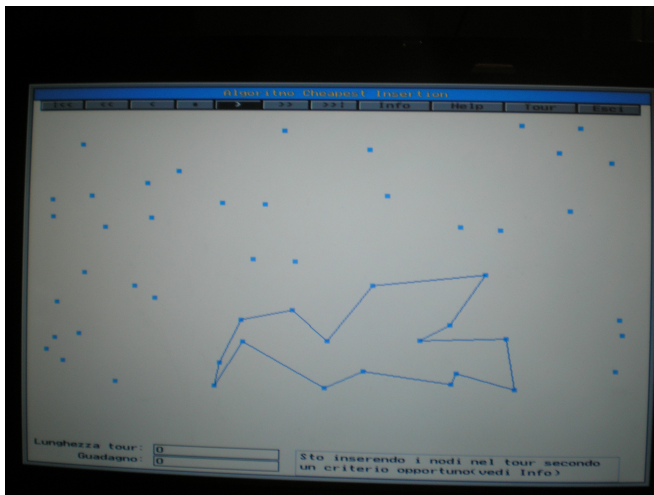 Algoritmo Cheapest Insertion
|<< << < * > >> >>| Info Help Tour Esci
Lunghezza tour: 0
Guadagno: 0
Sto inserendo i nodi nel tour secondo
un criterio opportuno(vedi Info)